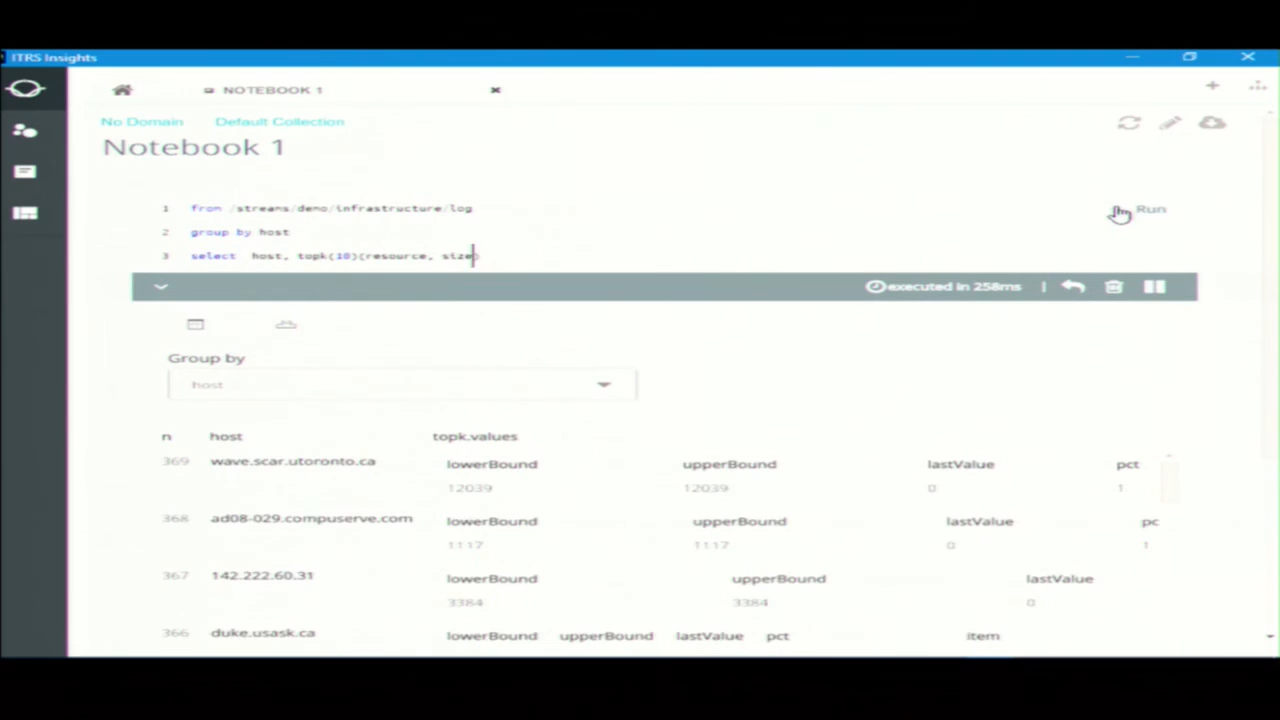 ITRS Insights
NOTEBOOK 1
No Domain Default Collection
Notebook 1
1 from /streams/demo/infrastructure/log
Run
2 group by host
3 select host, topk(10)(resource, size)
executed in 258ms
Group by
host
n host topk.values
369 wave.scar.utoronto.ca lowerBound upperBound lastValue pct
12039 12039 0 1
368 ad08-029.compuserve.com lowerBound upperBound lastValue pc
1117 1117 0 1
367 142.222.60.31 lowerBound upperBound lastValue
3384 3384 0
366 duke.usask.ca lowerBound upperBound lastValue pct item